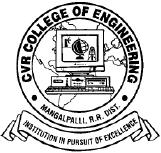 CVR COLLEGE OF ENGINEERING
MANGALPALLI, R.R. DIST.
INSTITUTION IN PURSUIT OF EXCELLENCE